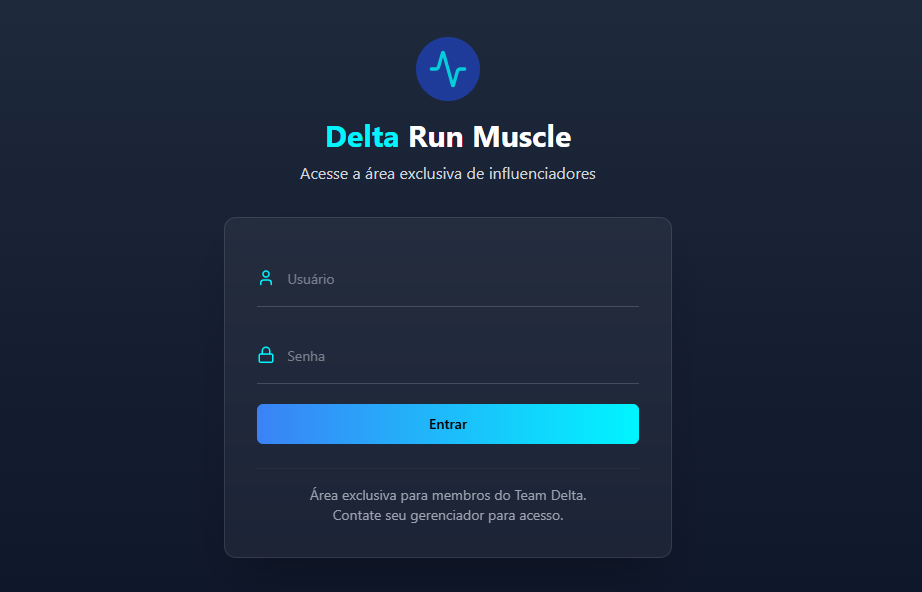 Delta Run Muscle
Acesse a área exclusiva de influenciadores
Usuário
Senha
Entrar
Área exclusiva para membros do Team Delta.
Contate seu gerenciador para acesso.